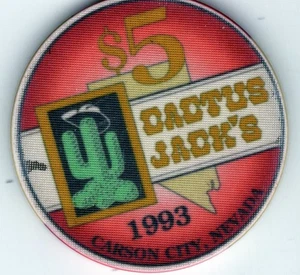 $5
CACTUS
JACK'S
1993
CARSON CITY, NEVADA